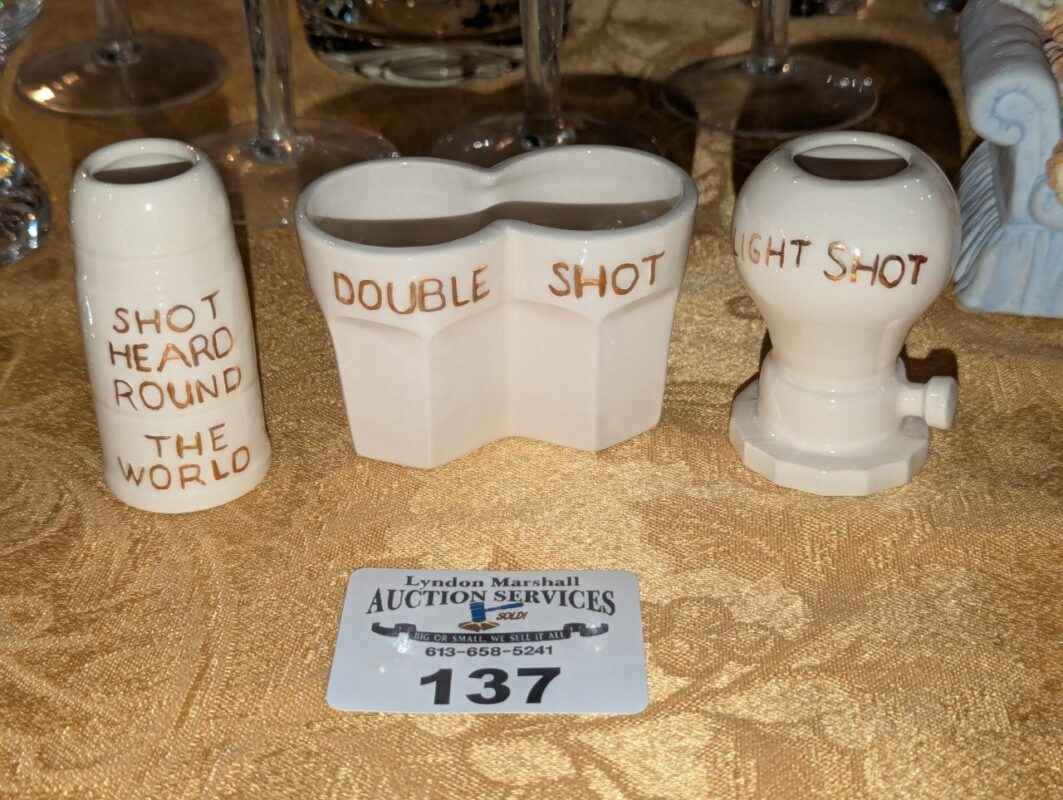 SHOT
HEARD
ROUND
THE
WORLD
DOUBLE SHOT
LIGHT SHOT
Lyndon Marshall
AUCTION SERVICES
SOLD!
BIG OR SMALL, WE SELL IT ALL
613-658-5241
137